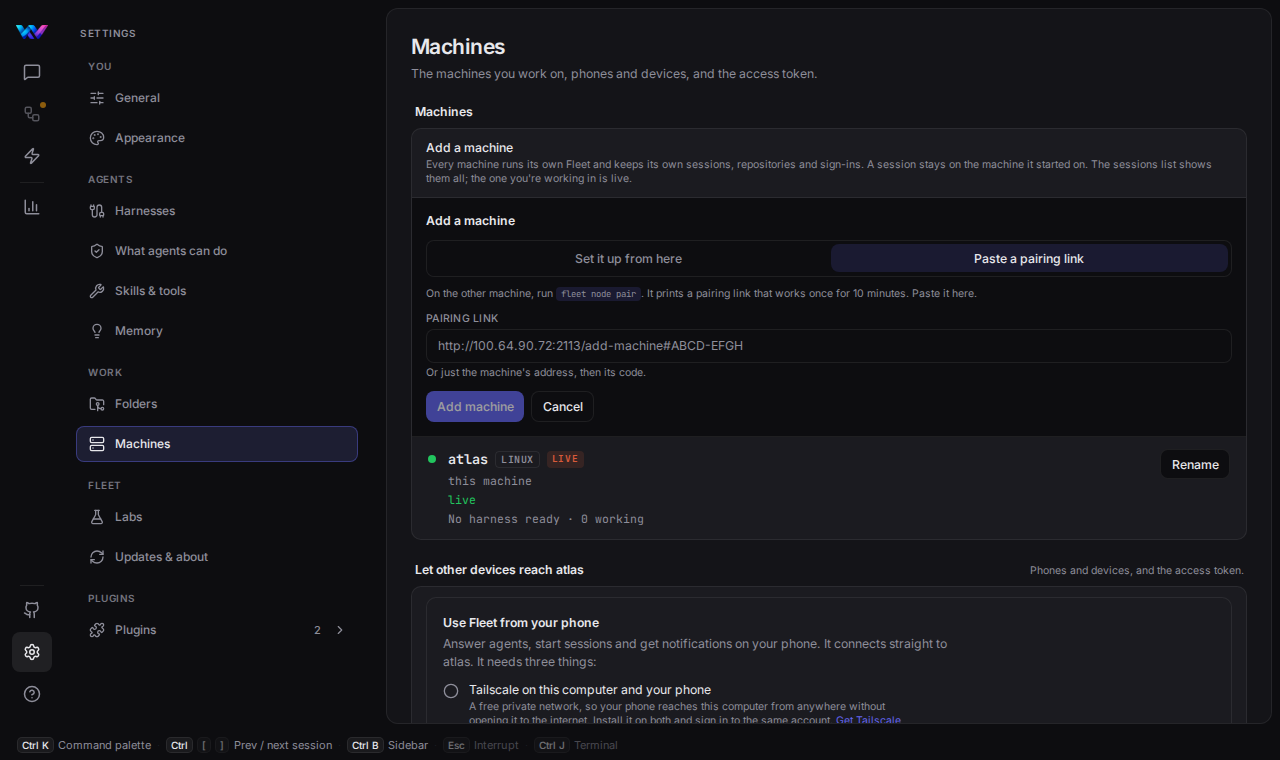 SETTINGS
YOU
General
Appearance
AGENTS
Harnesses
What agents can do
Skills & tools
Memory
WORK
Folders
Machines
FLEET
Labs
Updates & about
PLUGINS
Plugins 2
Machines
The machines you work on, phones and devices, and the access token.
Machines
Add a machine
Every machine runs its own Fleet and keeps its own sessions, repositories and sign-ins. A session stays on the machine it started on. The sessions list shows
them all; the one you're working in is live.
Add a machine
Set it up from here Paste a pairing link
On the other machine, run fleet node pair. It prints a pairing link that works once for 10 minutes. Paste it here.
PAIRING LINK
http://100.64.90.72:2113/add-machine#ABCD-EFGH
Or just the machine's address, then its code.
Add machine Cancel
atlas LINUX LIVE Rename
this machine
live
No harness ready · 0 working
Let other devices reach atlas Phones and devices, and the access token.
Use Fleet from your phone
Answer agents, start sessions and get notifications on your phone. It connects straight to
atlas. It needs three things:
Tailscale on this computer and your phone
A free private network, so your phone reaches this computer from anywhere without
opening it to the internet. Install it on both and sign in to the same account. Get Tailscale
Ctrl K Command palette Ctrl [ ] Prev / next session Ctrl B Sidebar Esc Interrupt Ctrl J Terminal